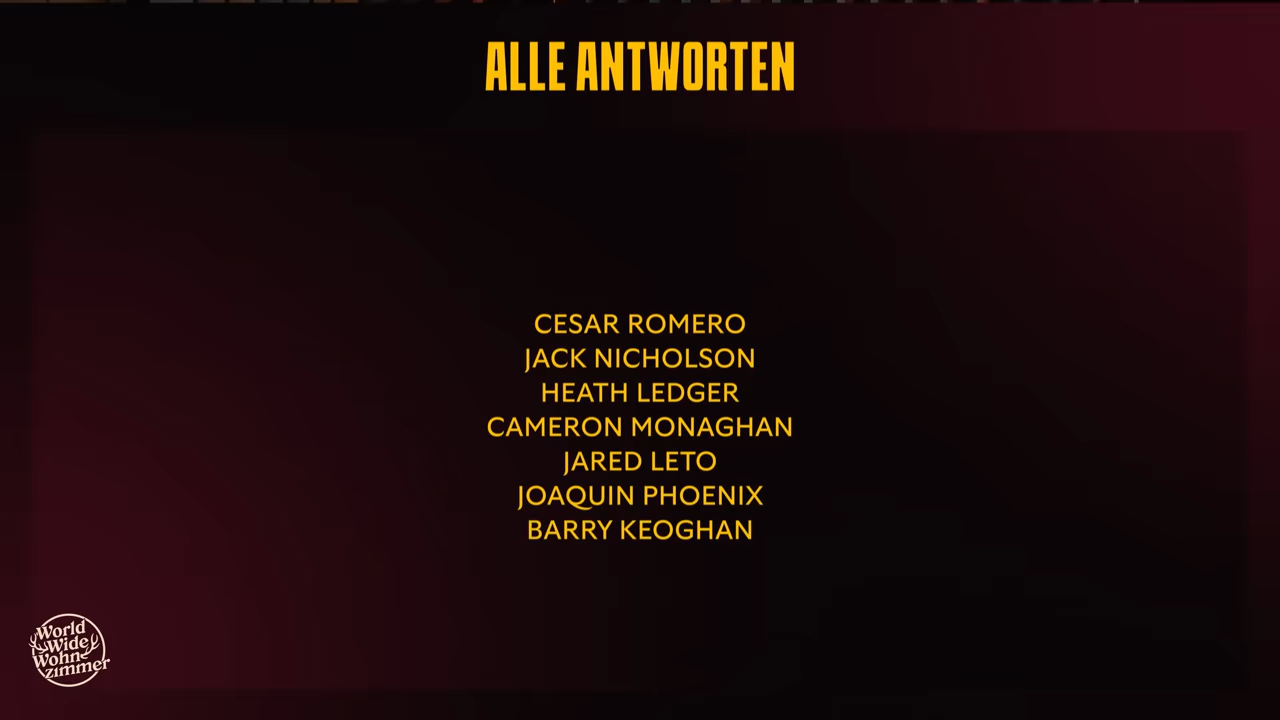 ALLE ANTWORTEN
CESAR ROMERO
JACK NICHOLSON
HEATH LEDGER
CAMERON MONAGHAN
JARED LETO
JOAQUIN PHOENIX
BARRY KEOGHAN
World
Wide
Wohn
zimmer